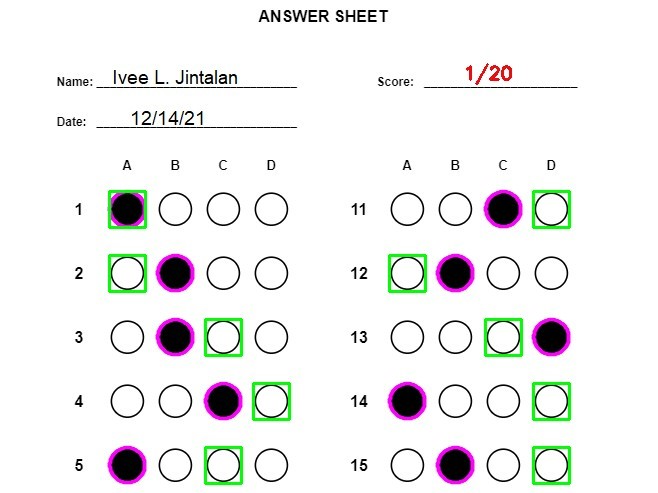 ANSWER SHEET
Name: Ivee L. Jintalan
Score: 1/20
Date: 12/14/21
A B C D
A B C D
1
11
2
12
3
13
4
14
5
15